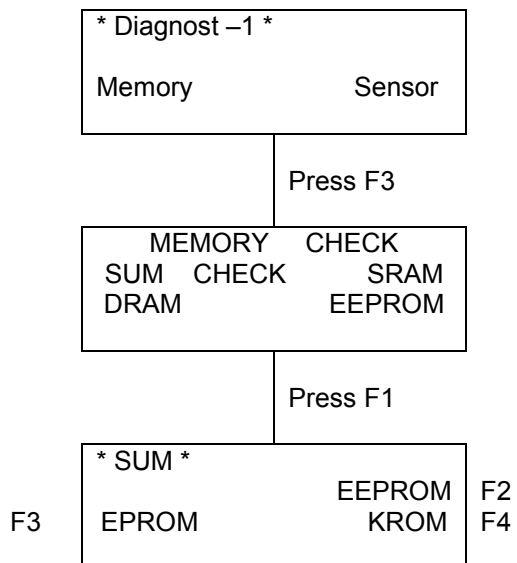 * Diagnost –1 *
Memory Sensor
Press F3
MEMORY CHECK
SUM CHECK SRAM
DRAM EEPROM
Press F1
* SUM *
EEPROM F2
F3 EPROM KROM F4